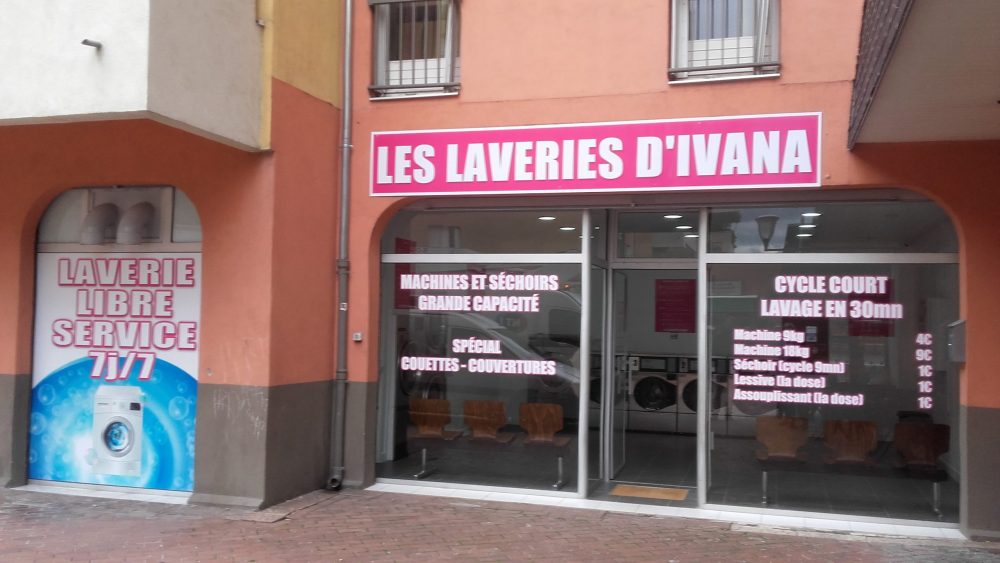 LES LAVERIES D'IVANA
LAVERIE
LIBRE
SERVICE
7j/7
MACHINES ET SÉCHOIRS
GRANDE CAPACITÉ
SPÉCIAL
COUETTES - COUVERTURES
CYCLE COURT
LAVAGE EN 30mn
Machine 9kg 4€
Machine 18kg 9€
Séchoir (cycle 9mn) 1€
Lessive (la dose) 1€
Assouplissant (la dose) 1€